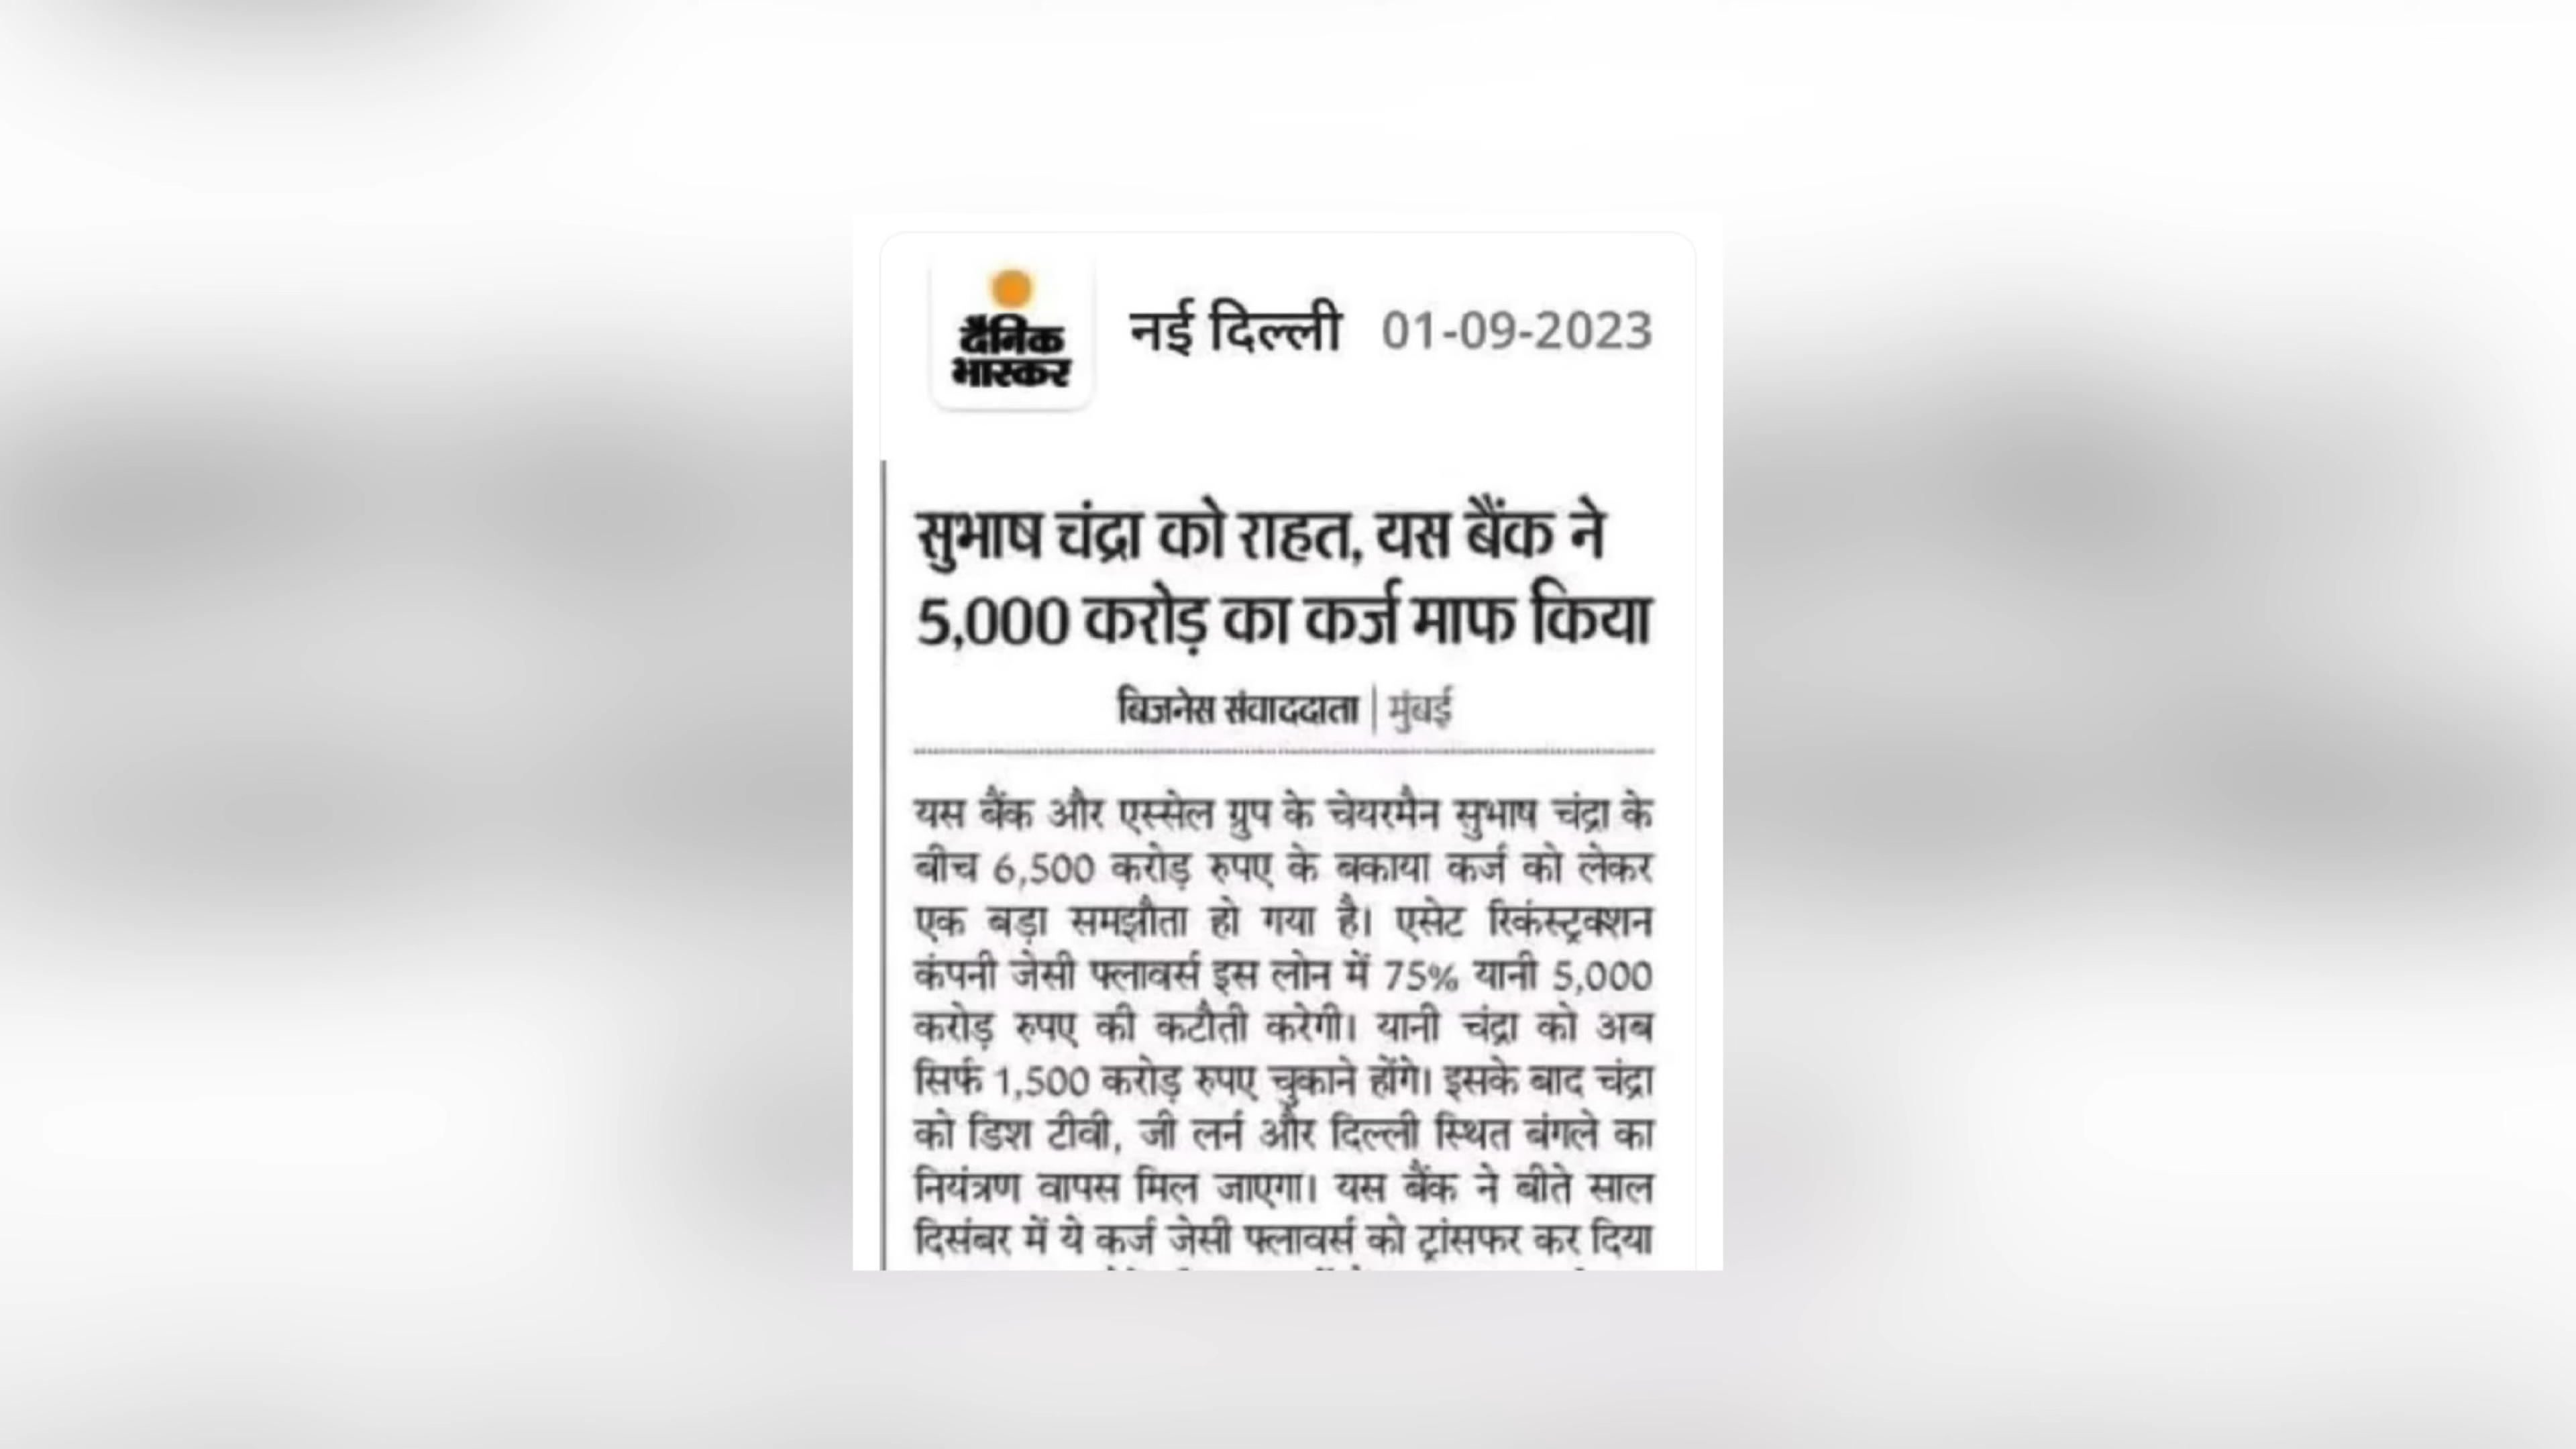 दैनिक
भास्कर
नई दिल्ली 01-09-2023
सुभाष चंद्रा को राहत, यस बैंक ने
5,000 करोड़ का कर्ज माफ किया
बिजनेस संवाददाता | मुंबई
यस बैंक और एस्सेल ग्रुप के चेयरमैन सुभाष चंद्रा के
बीच 6,500 करोड़ रुपए के बकाया कर्ज को लेकर
एक बड़ा समझौता हो गया है। एसेट रिकंस्ट्रक्शन
कंपनी जेसी फ्लावर्स इस लोन में 75% यानी 5,000
करोड़ रुपए की कटौती करेगी। यानी चंद्रा को अब
सिर्फ 1,500 करोड़ रुपए चुकाने होंगे। इसके बाद चंद्रा
को डिश टीवी, जी लर्न और दिल्ली स्थित बंगले का
नियंत्रण वापस मिल जाएगा। यस बैंक ने बीते साल
दिसंबर में ये कर्ज जेसी फ्लावर्स को ट्रांसफर कर दिया